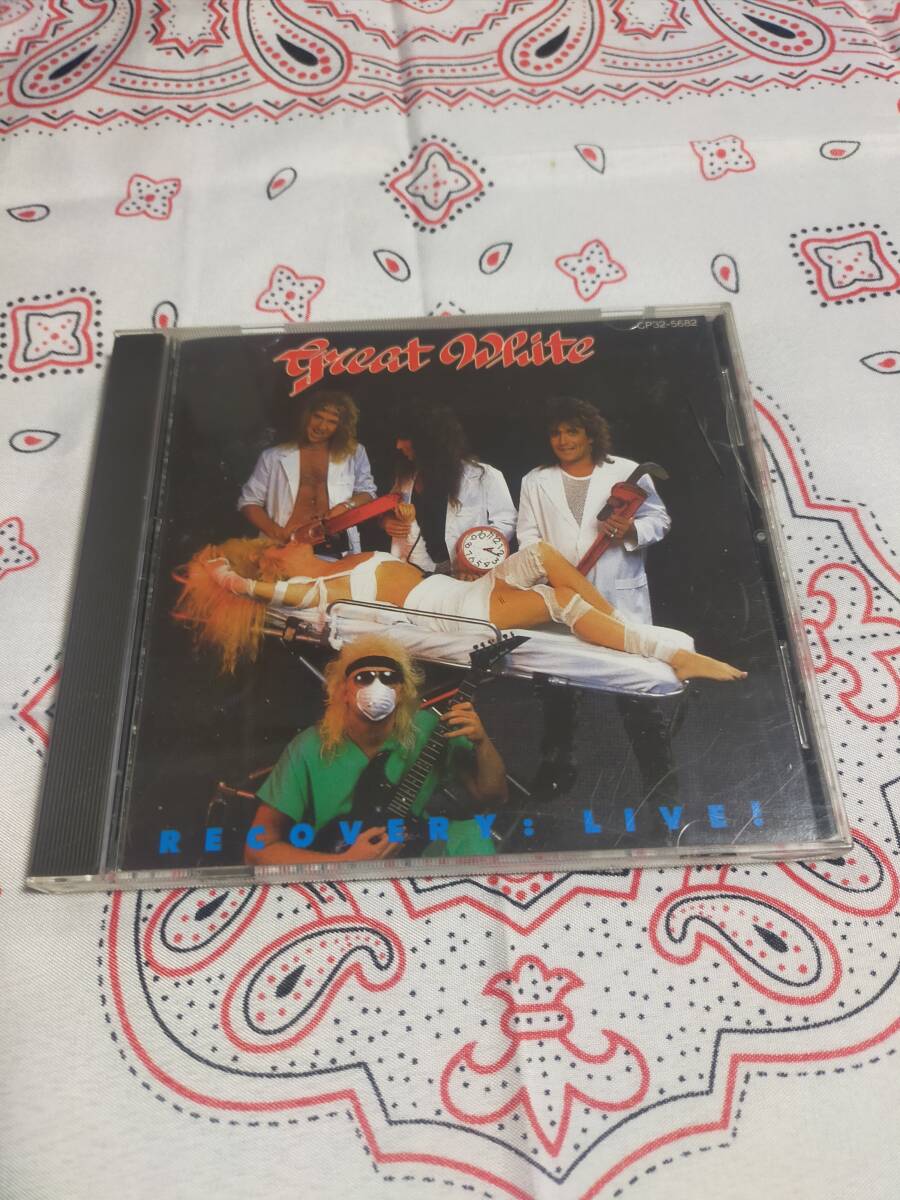 CP32-5682
Great White
RECOVERY: LIVE!